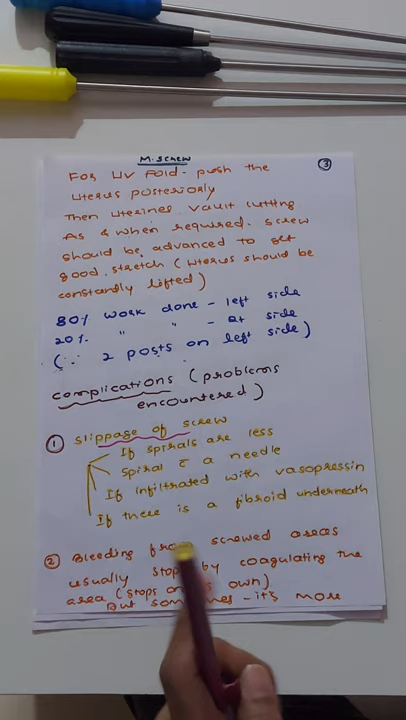 M. Screw
③
For UV Fold - push the
Uterus posteriorly
Then Uterines. Vault cutting
As & when required. screw
should be advanced to get
good stretch (Uterus should be
constantly lifted)
80% work done - left side
20% " " - Rt side
(∵ 2 posts on left side)
complications (problems
encountered)
① Slippage of screw
If spirals are less
Spiral c̄ a needle
If infiltrated with vasopressin
If there is a fibroid underneath
② Bleeding from screwed areas
usually stops by coagulating the
area (stops on its own)
But sometimes - it's more